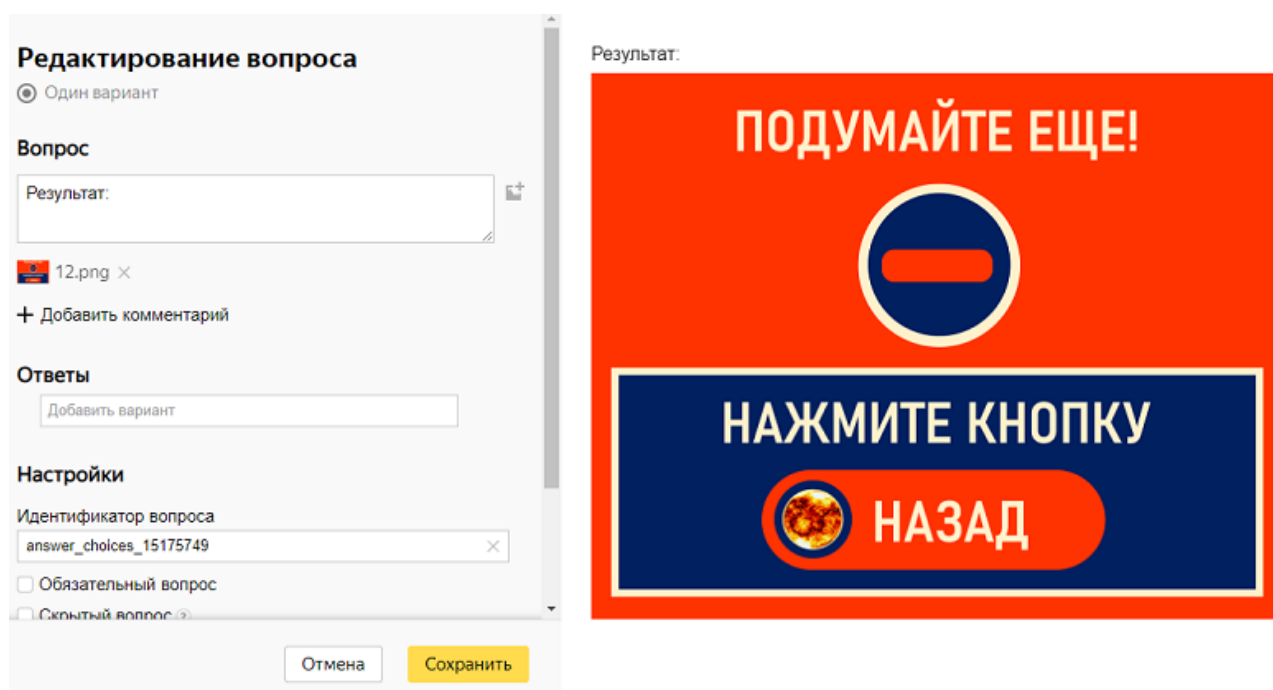 Редактирование вопроса
Один вариант
Вопрос
Результат:
12.png
Добавить комментарий
Ответы
Добавить вариант
Настройки
Идентификатор вопроса
answer_choices_15175749
Обязательный вопрос
Скрытый вопрос
Отмена
Сохранить
Результат:
ПОДУМАЙТЕ ЕЩЕ!
НАЖМИТЕ КНОПКУ
НАЗАД